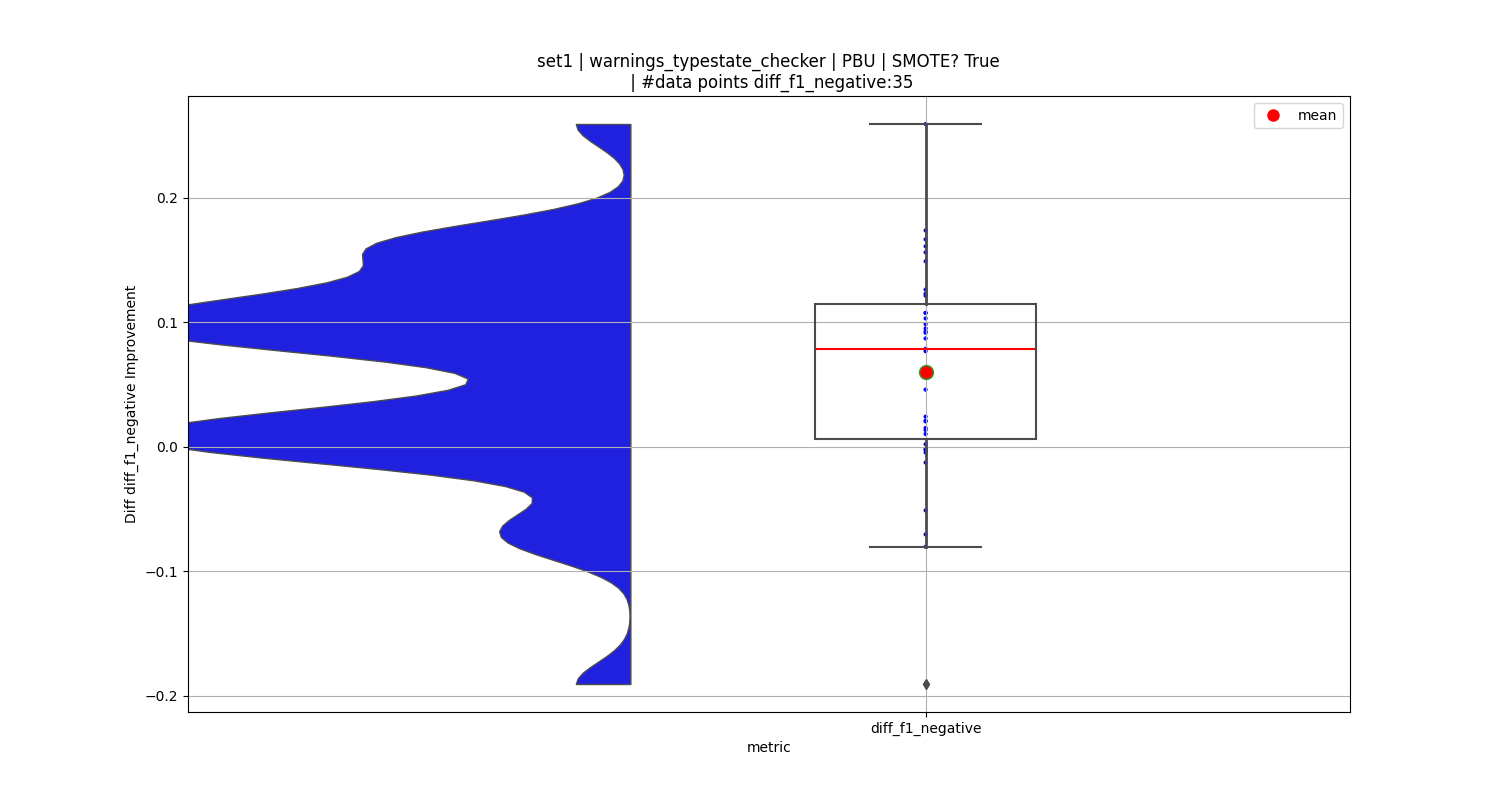 set1 | warnings_typestate_checker | PBU | SMOTE? True
| #data points diff_f1_negative:35
mean
0.2
0.1
0.0
−0.1
−0.2
Diff diff_f1_negative Improvement
diff_f1_negative
metric